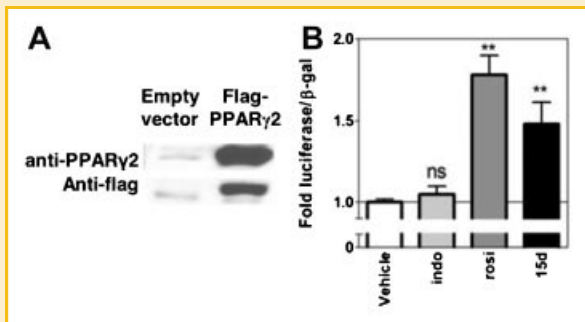 A
Empty vector
Flag-PPARγ2
anti-PPARγ2
Anti-flag
B
Fold luciferase/β-gal
2.0
1.5
1.0
0
ns
**
**
Vehicle
indo
rosi
15d